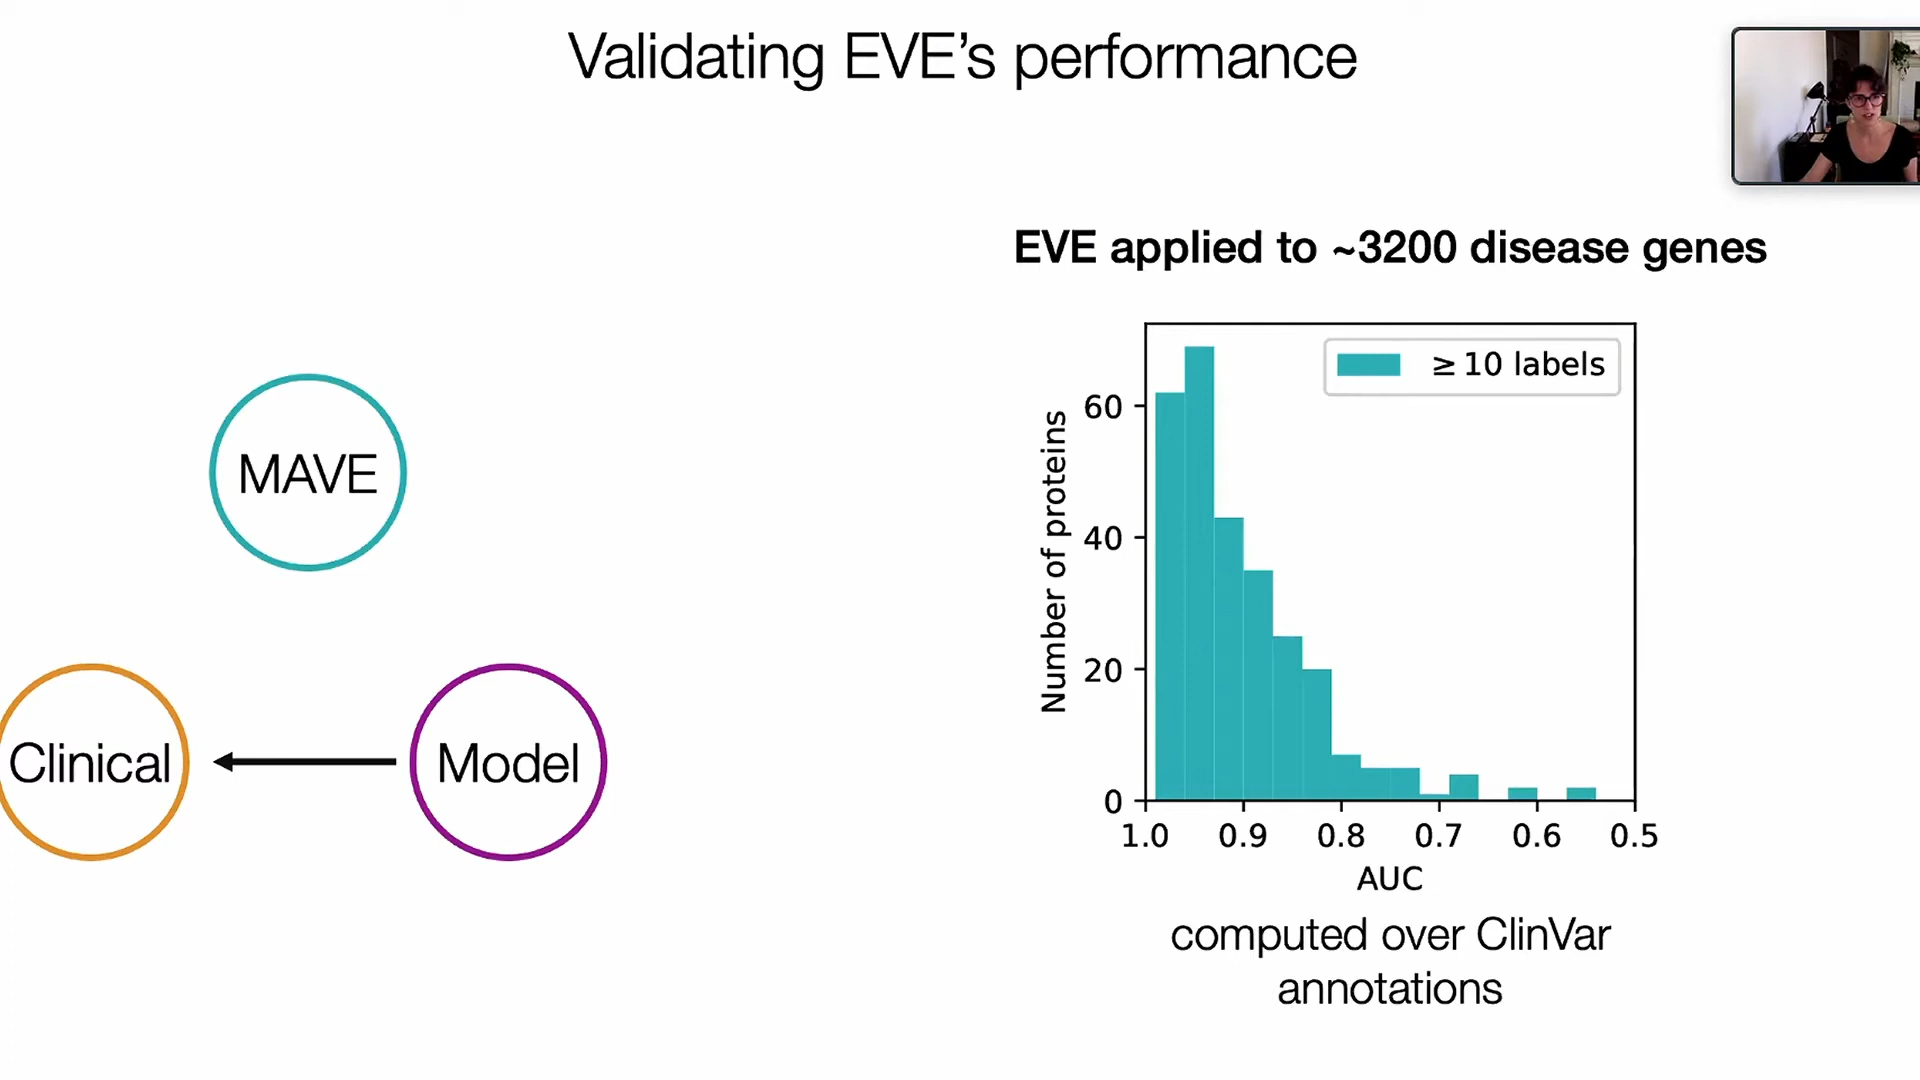 Validating EVE's performance
MAVE
Clinical
Model
EVE applied to ~3200 disease genes
≥ 10 labels
Number of proteins
60
40
20
0
1.0 0.9 0.8 0.7 0.6 0.5
AUC
computed over ClinVar
annotations